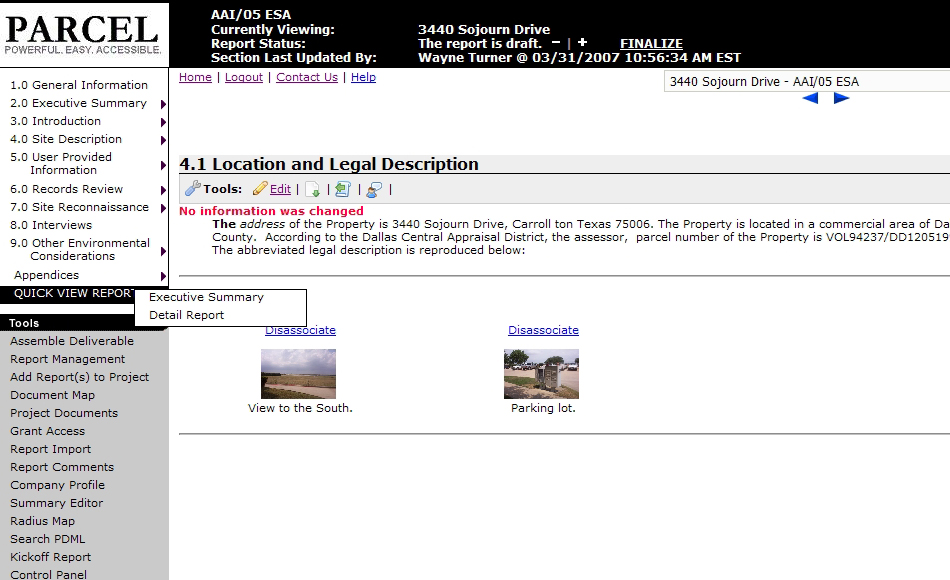 PARCEL
POWERFUL. EASY. ACCESSIBLE.
AAI/05 ESA
Currently Viewing: 3440 Sojourn Drive
Report Status: The report is draft. − | + FINALIZE
Section Last Updated By: Wayne Turner @ 03/31/2007 10:56:34 AM EST
Home | Logout | Contact Us | Help
3440 Sojourn Drive - AAI/05 ESA
1.0 General Information
2.0 Executive Summary
3.0 Introduction
4.0 Site Description
5.0 User Provided
Information
6.0 Records Review
7.0 Site Reconnaissance
8.0 Interviews
9.0 Other Environmental
Considerations
Appendices
QUICK VIEW REPORT
Executive Summary
Detail Report
Tools
Assemble Deliverable
Report Management
Add Report(s) to Project
Document Map
Project Documents
Grant Access
Report Import
Report Comments
Company Profile
Summary Editor
Radius Map
Search PDML
Kickoff Report
Control Panel
4.1 Location and Legal Description
Tools: Edit | | | |
No information was changed
The address of the Property is 3440 Sojourn Drive, Carroll ton Texas 75006. The Property is located in a commercial area of Da
County. According to the Dallas Central Appraisal District, the assessor, parcel number of the Property is VOL94237/DD120519
The abbreviated legal description is reproduced below:
Disassociate Disassociate
View to the South. Parking lot.